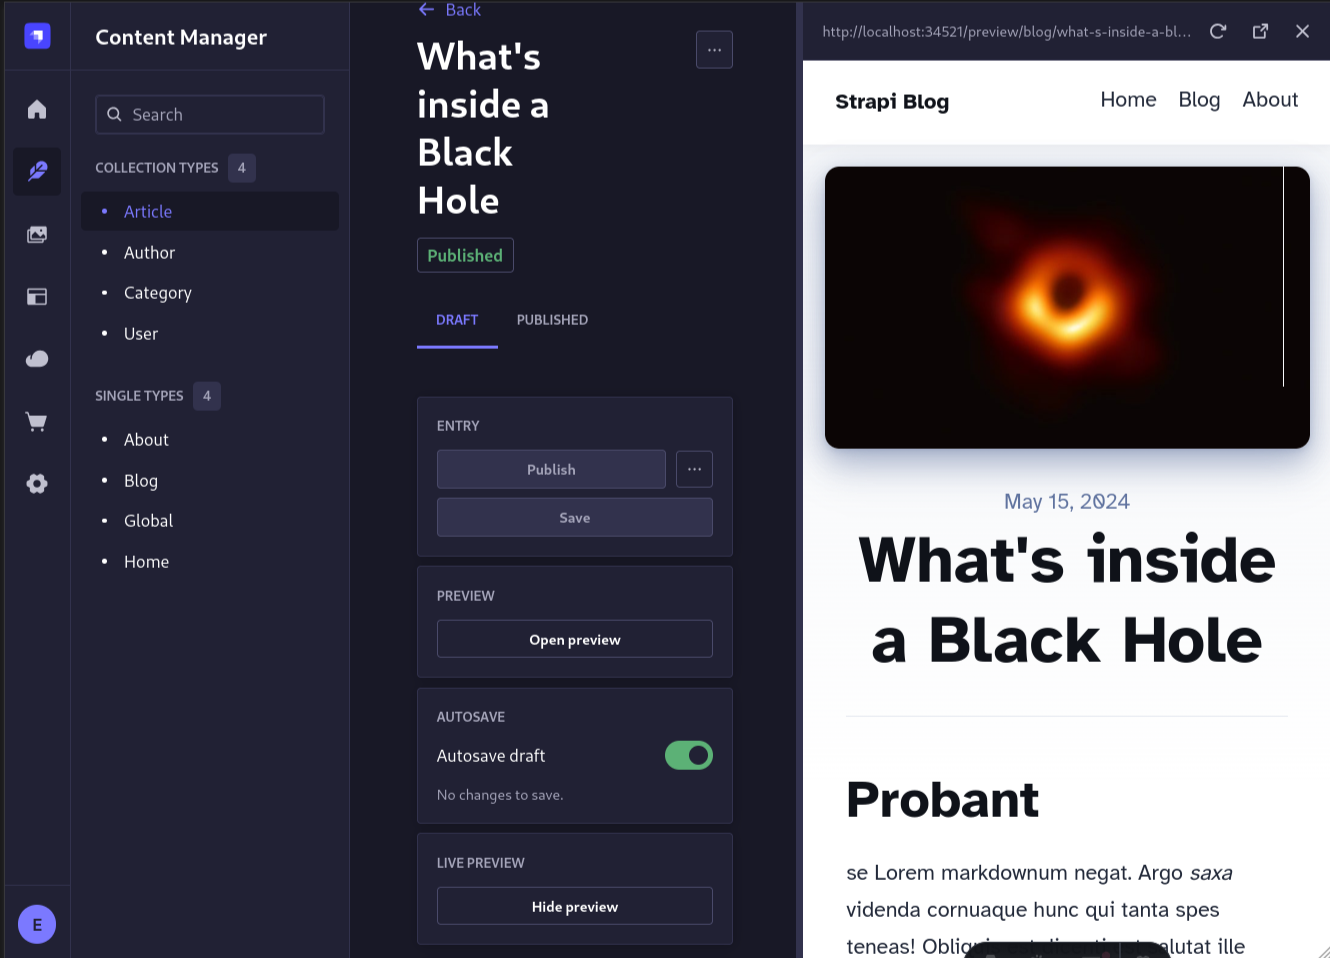 Content Manager
Search
COLLECTION TYPES 4
Article
Author
Category
User
SINGLE TYPES 4
About
Blog
Global
Home
E
Back
What's
inside a
Black
Hole
Published
DRAFT PUBLISHED
ENTRY
Publish
Save
PREVIEW
Open preview
AUTOSAVE
Autosave draft
No changes to save.
LIVE PREVIEW
Hide preview
http://localhost:34521/preview/blog/what-s-inside-a-bl...
Strapi Blog Home Blog About
May 15, 2024
What's inside
a Black Hole
Probant
se Lorem markdownum negat. Argo saxa
videnda cornuaque hunc qui tanta spes
teneas! alutat ille